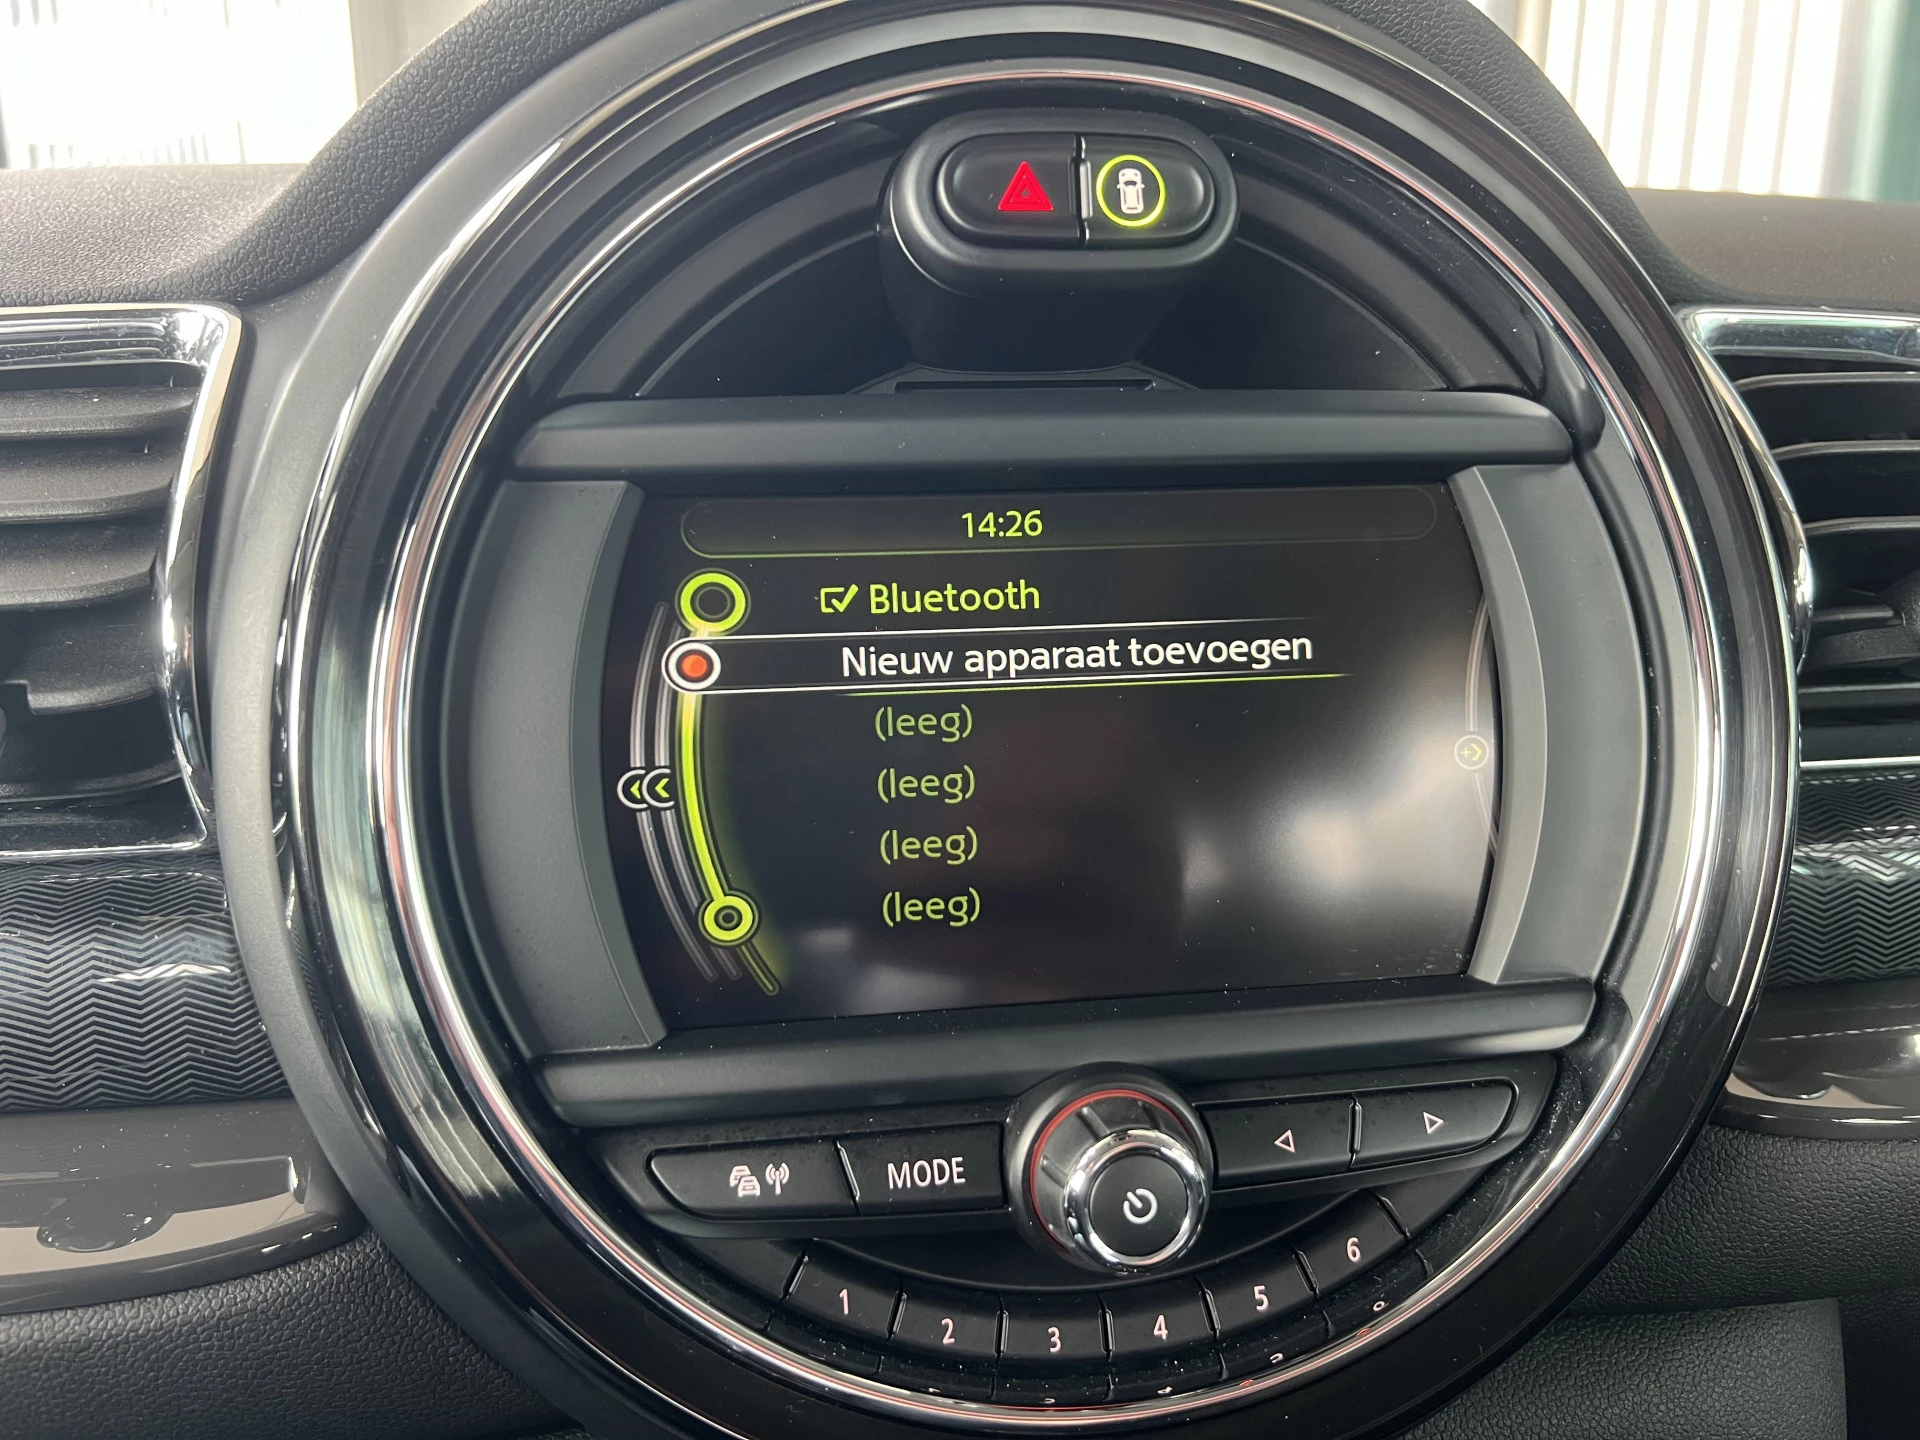 14:26
Bluetooth
Nieuw apparaat toevoegen
(leeg)
(leeg)
(leeg)
(leeg)
MODE
1 2 3 4 5 6